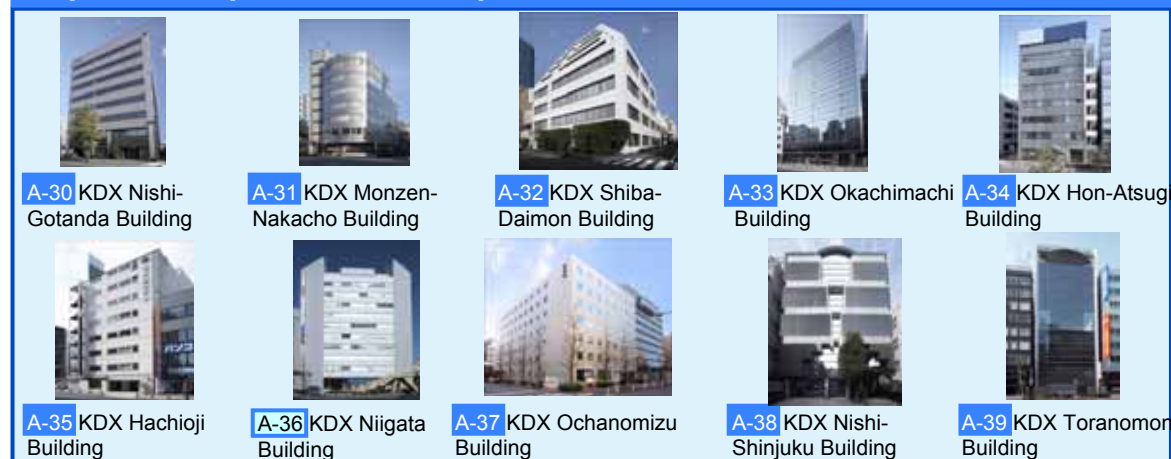 A-30 KDX Nishi-
Gotanda Building
A-31 KDX Monzen-
Nakacho Building
A-32 KDX Shiba-
Daimon Building
A-33 KDX Okachimachi
Building
A-34 KDX Hon-Atsugi
Building
A-35 KDX Hachioji
Building
A-36 KDX Niigata
Building
A-37 KDX Ochanomizu
Building
A-38 KDX Nishi-
Shinjuku Building
A-39 KDX Toranomon
Building